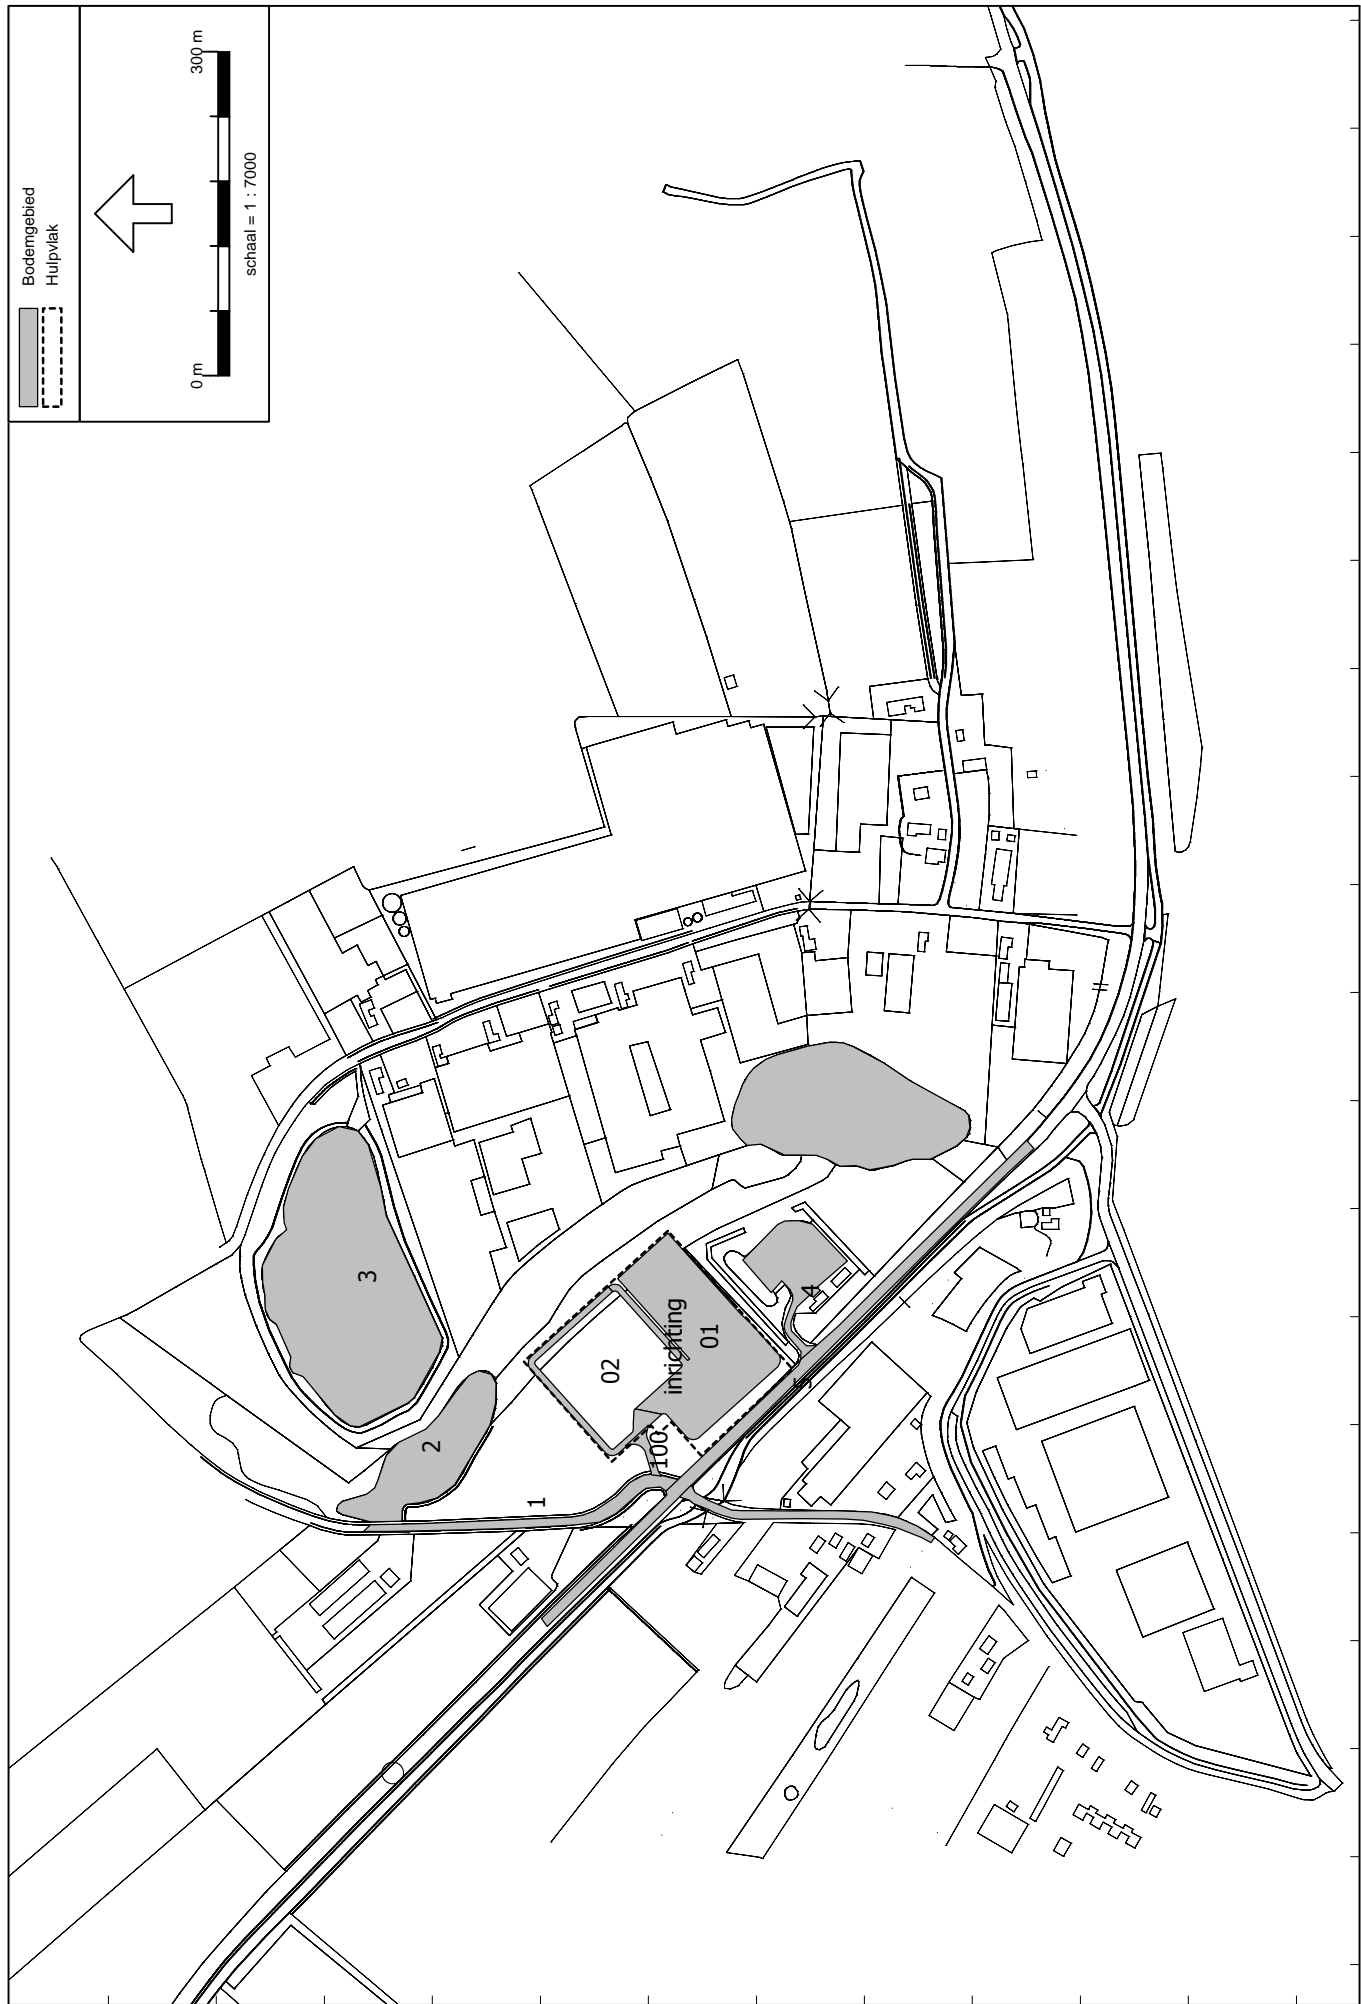 Bodemgebied
Hulpvlak
0 m
300 m
schaal = 1 : 7000
3
2
1
02
inrichting
01
100
4
5